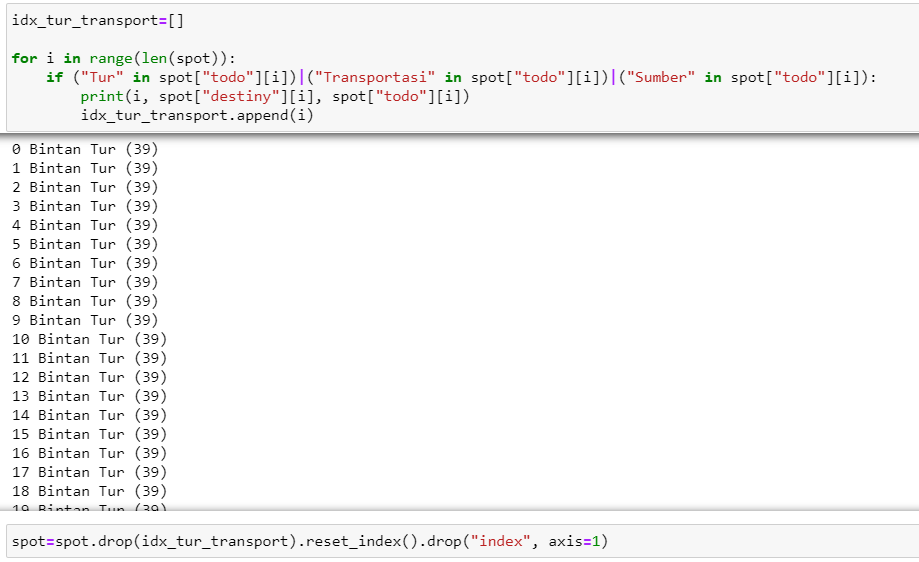 idx_tur_transport=[]
for i in range(len(spot)):
    if ("Tur" in spot["todo"][i])|("Transportasi" in spot["todo"][i])|("Sumber" in spot["todo"][i]):
        print(i, spot["destiny"][i], spot["todo"][i])
        idx_tur_transport.append(i)
0 Bintan Tur (39)
1 Bintan Tur (39)
2 Bintan Tur (39)
3 Bintan Tur (39)
4 Bintan Tur (39)
5 Bintan Tur (39)
6 Bintan Tur (39)
7 Bintan Tur (39)
8 Bintan Tur (39)
9 Bintan Tur (39)
10 Bintan Tur (39)
11 Bintan Tur (39)
12 Bintan Tur (39)
13 Bintan Tur (39)
14 Bintan Tur (39)
15 Bintan Tur (39)
16 Bintan Tur (39)
17 Bintan Tur (39)
18 Bintan Tur (39)
19 Bintan Tur (39)
spot=spot.drop(idx_tur_transport).reset_index().drop("index", axis=1)